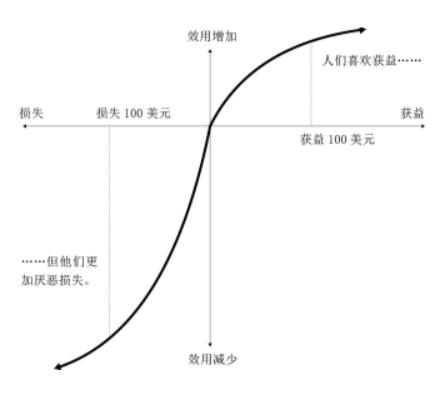 效用增加
人们喜欢获益……
损失
损失 100 美元
获益
获益 100 美元
……但他们更
加厌恶损失。
效用减少